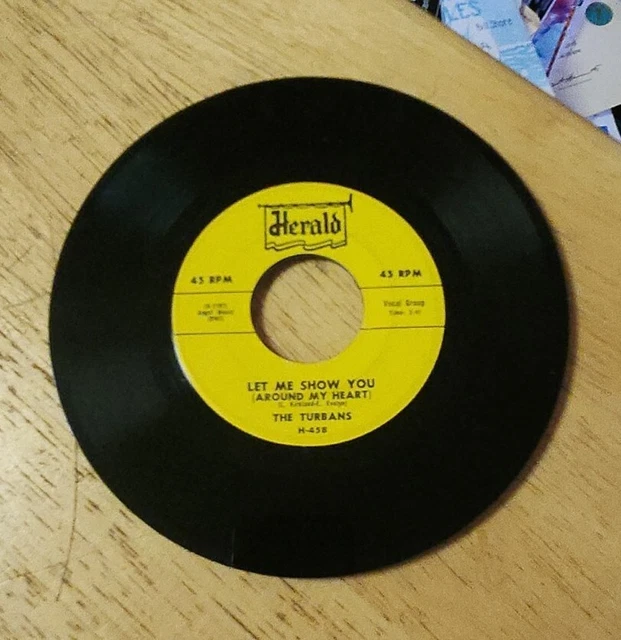 Herald
45 RPM
45 RPM
Vocal Group
LET ME SHOW YOU
(AROUND MY HEART)
THE TURBANS
H-458